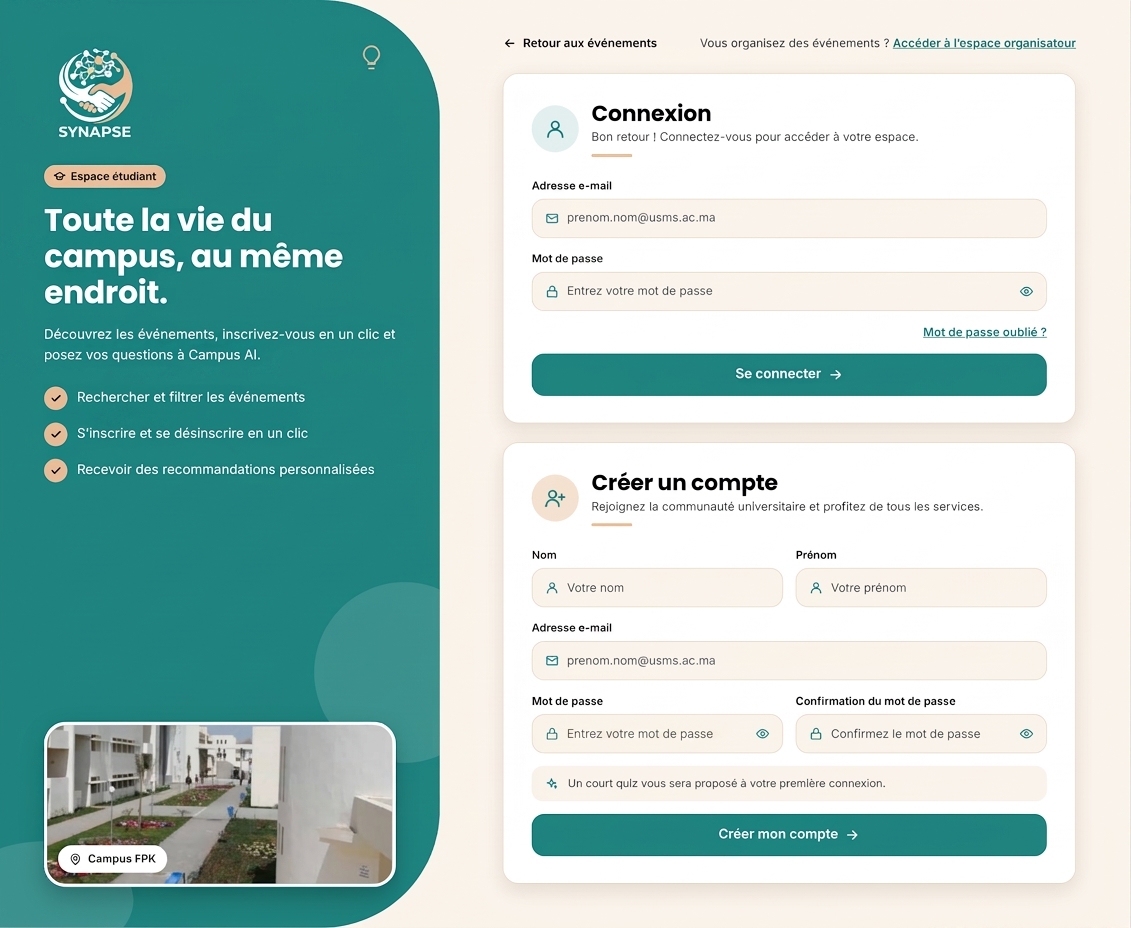 SYNAPSE
Espace étudiant
Toute la vie du
campus, au même
endroit.
Découvrez les événements, inscrivez-vous en un clic et
posez vos questions à Campus AI.
Rechercher et filtrer les événements
S'inscrire et se désinscrire en un clic
Recevoir des recommandations personnalisées
Campus FPK
Retour aux événements
Vous organisez des événements ? Accéder à l'espace organisatour
Connexion
Bon retour ! Connectez-vous pour accéder à votre espace.
Adresse e-mail
prenom.nom@usms.ac.ma
Mot de passe
Entrez votre mot de passe
Mot de passe oublié ?
Se connecter
Créer un compte
Rejoignez la communauté unlversitaire et profitez de tous les services.
Nom
Prénom
Votre nom
Votre prénom
Adresse e-mail
prenom.nom@usms.ac.ma
Mot de passe
Confirmation du mot de passe
Entrez votre mot de passe
Confirmez le mot de passe
Un court qulz vous sera proposé à votre première connexion.
Créer mon compte